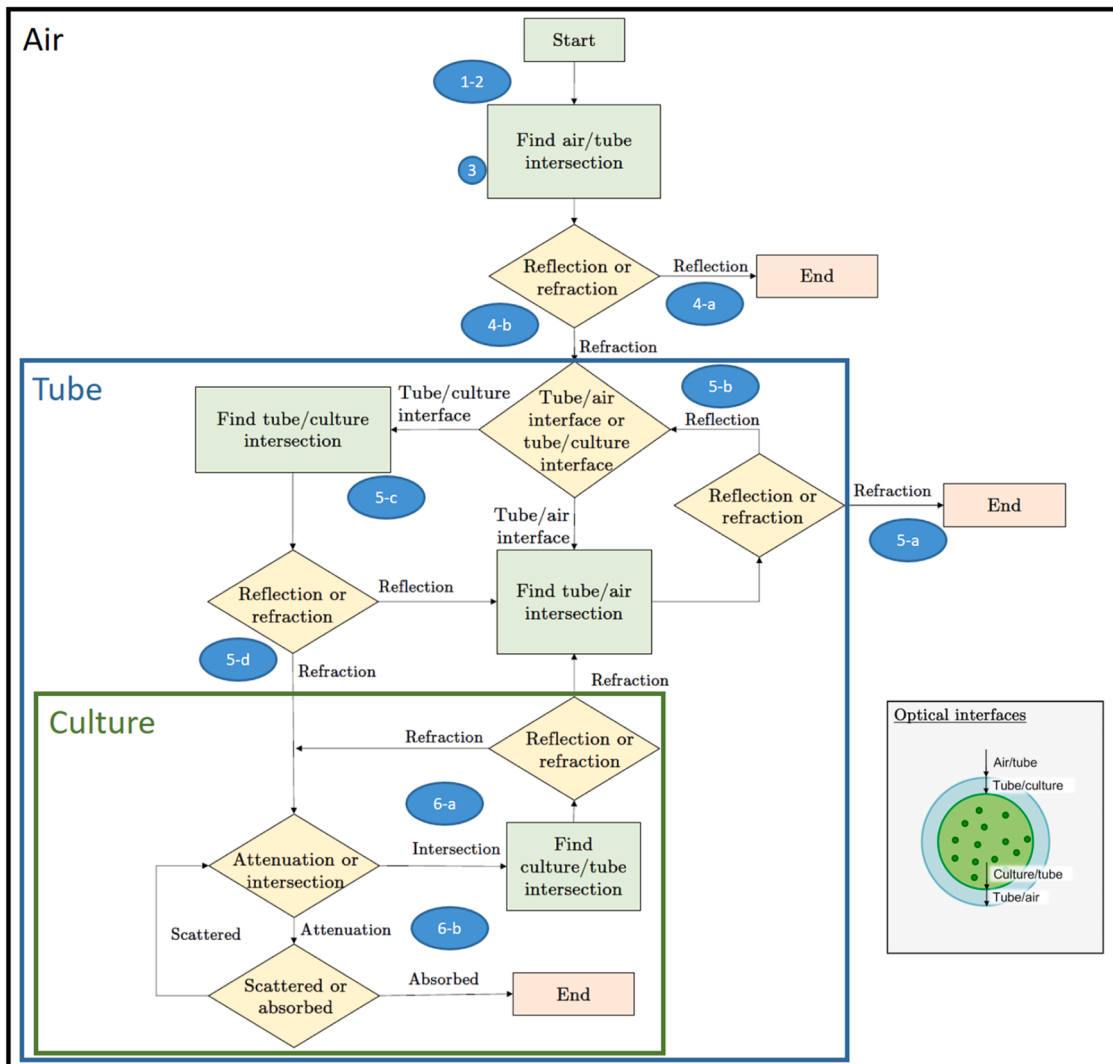 Air
Start
1-2
Find air/tube
intersection
3
Reflection or
refraction
Reflection
End
4-a
4-b
Refraction
Tube
Tube/culture
interface
Find tube/culture
intersection
Tube/air
interface or
tube/culture
interface
5-b
Reflection
Reflection or
refraction
Refraction
End
5-a
5-c
Tube/air
interface
Reflection or
refraction
Reflection
Find tube/air
intersection
5-d
Refraction
Refraction
Culture
Refraction
Reflection or
refraction
6-a
Attenuation or
intersection
Intersection
Find
culture/tube
intersection
Scattered
Attenuation
6-b
Scattered or
absorbed
Absorbed
End
Optical interfaces
Air/tube
Tube/culture
Culture/tube
Tube/air